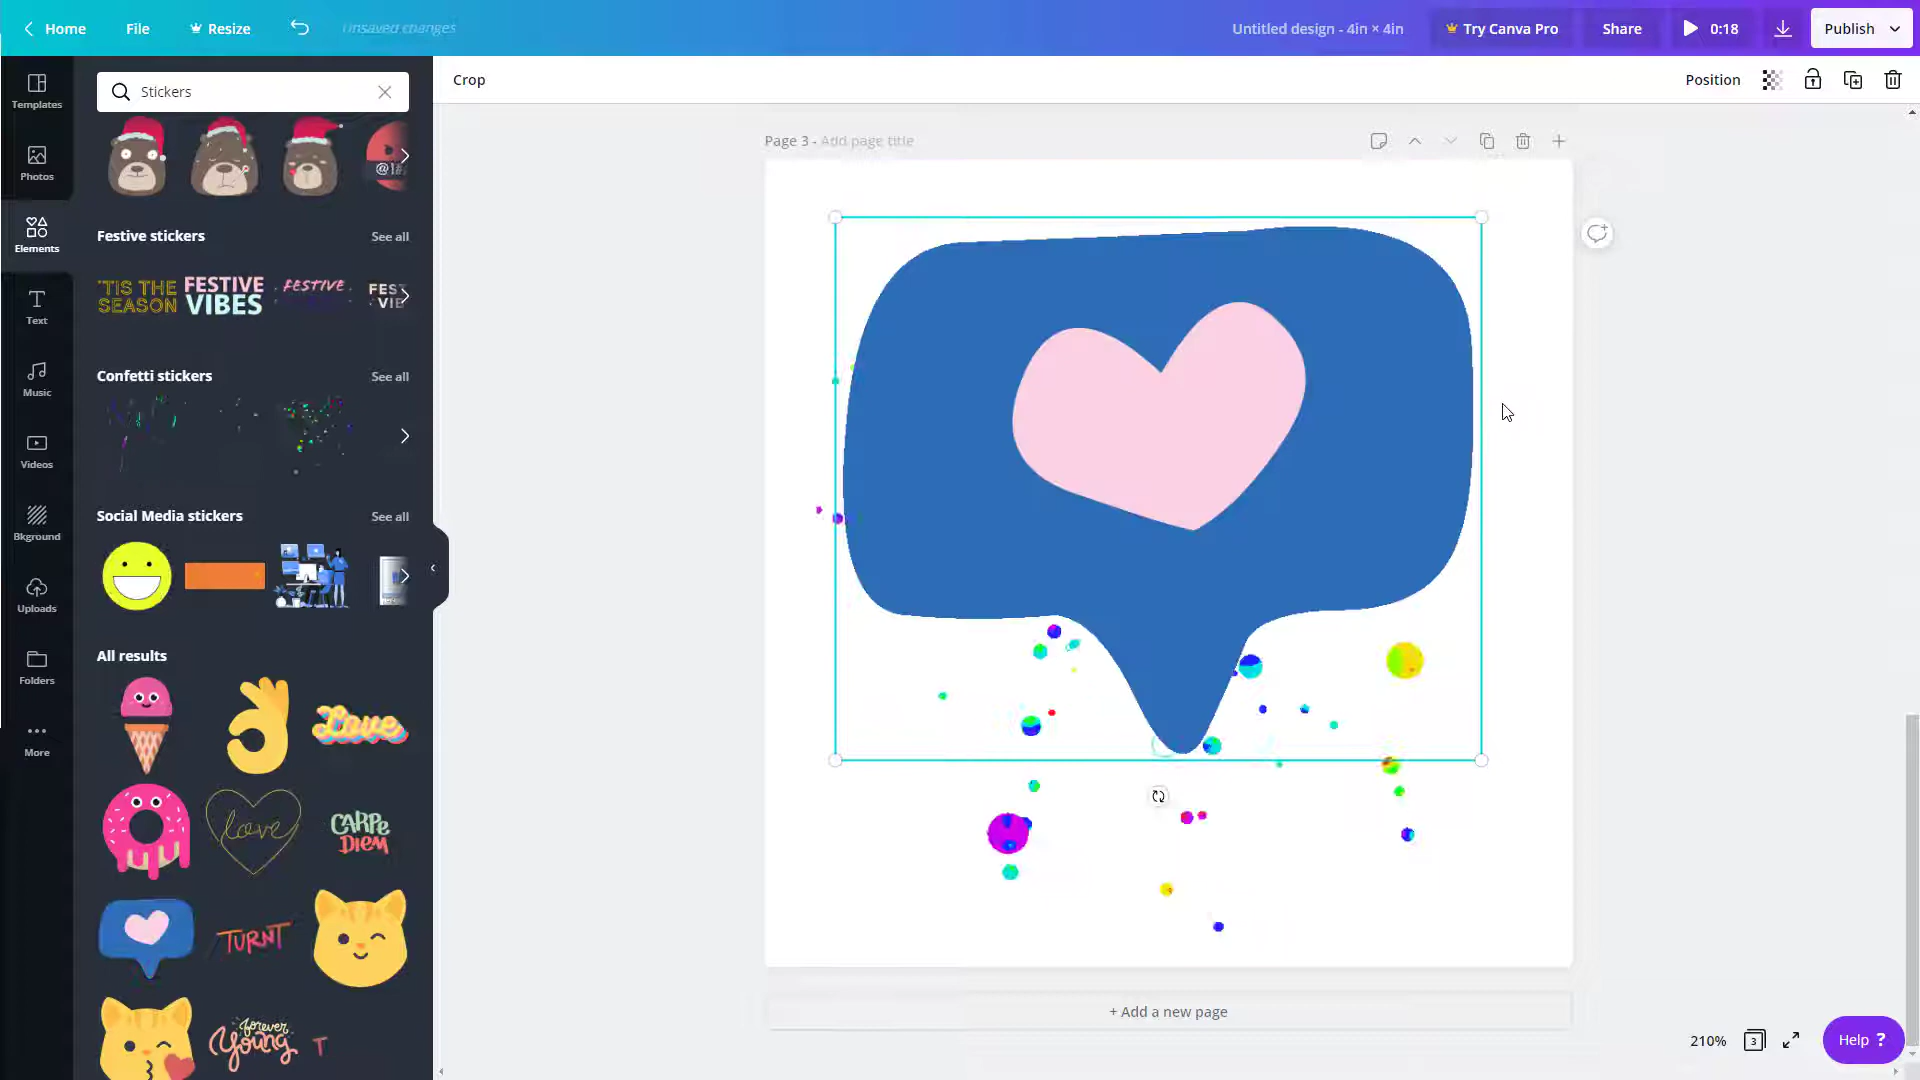 Home File Resize Unsaved changes Untitled design - 4in × 4in Try Canva Pro Share 0:18 Publish
Stickers
Crop Position
Templates
Photos
Elements
Text
Music
Videos
Bkground
Uploads
Folders
More
@!#
Festive stickers See all
'TIS THE
SEASON
FESTIVE
VIBES
FESTIVE
FEST
VIE
Confetti stickers See all
Social Media stickers See all
All results
Love
love
CARPE
DIEM
TURNT
forever
Young
T
Page 3 - Add page title
+ Add a new page
210% 3 Help ?